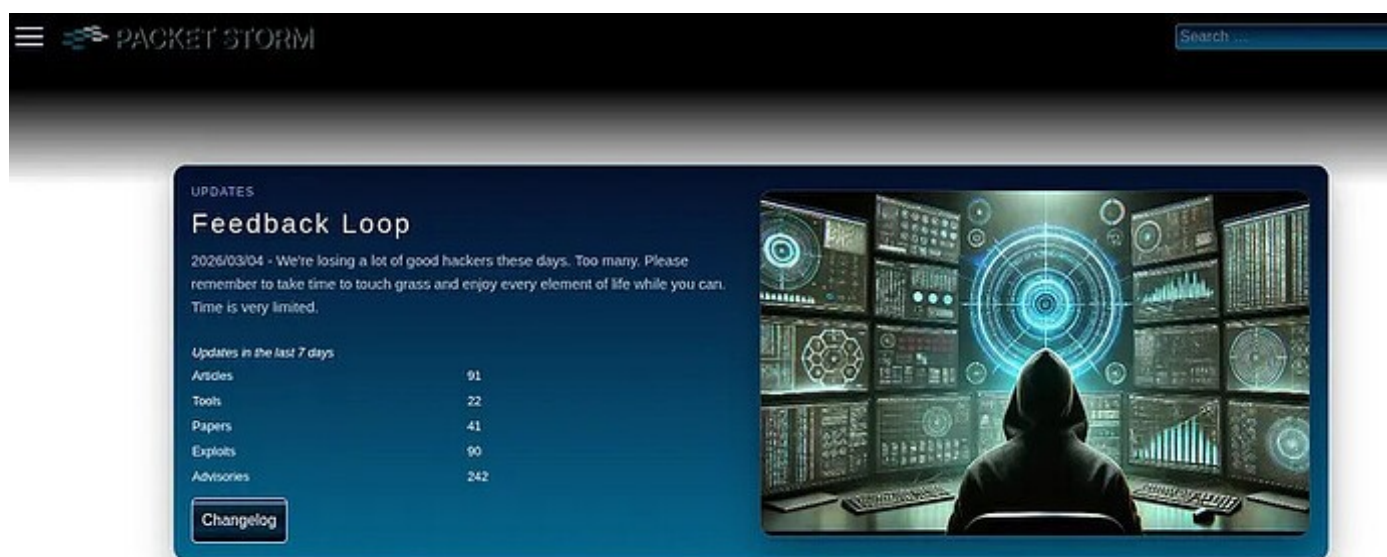 PACKET STORM
Search ...
UPDATES
Feedback Loop
2026/03/04 - We're losing a lot of good hackers these days. Too many. Please
remember to take time to touch grass and enjoy every element of life while you can.
Time is very limited.
Updates in the last 7 days
Articles 91
Tools 22
Papers 41
Exploits 90
Advisories 242
Changelog